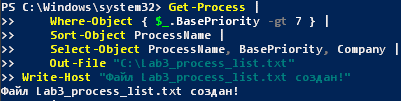 PS C:\Windows\system32> Get-Process |
>>     Where-Object { $_.BasePriority -gt 7 } |
>>     Sort-Object ProcessName |
>>     Select-Object ProcessName, BasePriority, Company |
>>     Out-File "C:\Lab3_process_list.txt"
>> Write-Host "Файл Lab3_process_list.txt создан!"
Файл Lab3_process_list.txt создан!